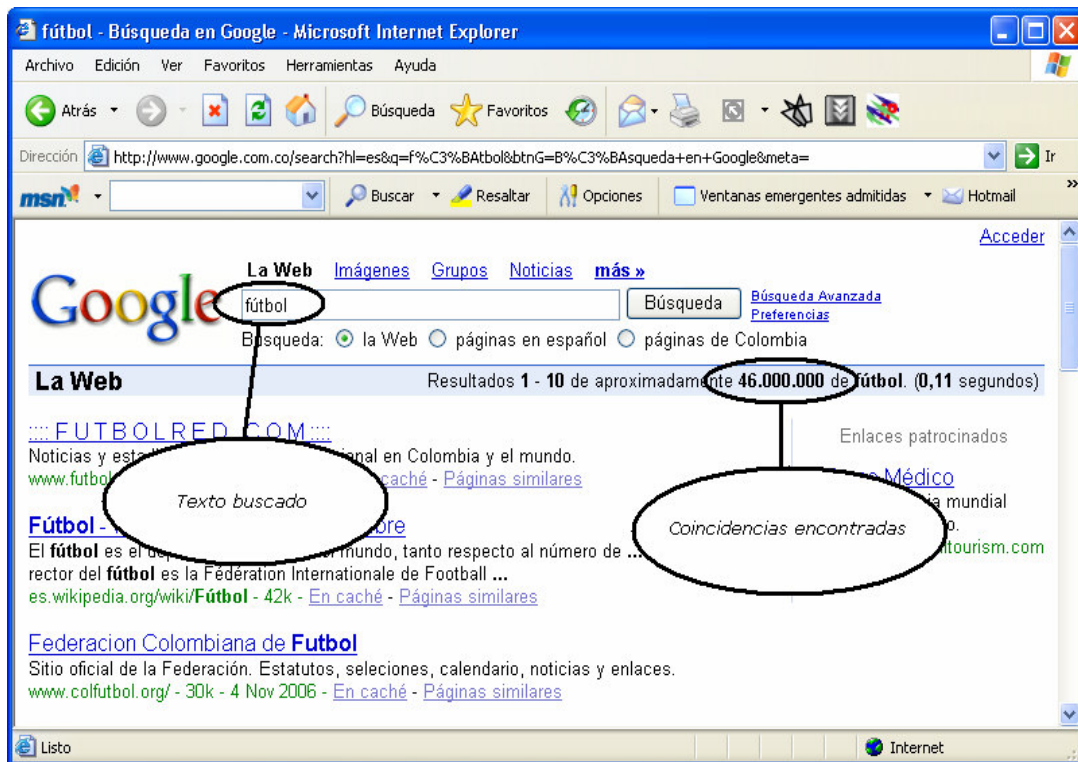 fútbol - Búsqueda en Google - Microsoft Internet Explorer
Archivo Edición Ver Favoritos Herramientas Ayuda
Atrás Búsqueda Favoritos
Dirección http://www.google.com.co/search?hl=es&q=f%C3%BAtbol&btnG=B%C3%BAsqueda+en+Google&meta= Ir
msn Buscar Resaltar Opciones Ventanas emergentes admitidas Hotmail »
Acceder
La Web Imágenes Grupos Noticias más »
Google fútbol Búsqueda Búsqueda Avanzada
Preferencias
Búsqueda: la Web páginas en español páginas de Colombia
La Web Resultados 1 - 10 de aproximadamente 46.000.000 de fútbol. (0,11 segundos)
:::: F U T B O L R E D . C O M ::::
Enlaces patrocinados
Noticias y en Colombia y el mundo.
caché - Páginas similares
Médico
mundial
Texto buscado
Coincidencias encontradas
Fútbol -
El fútbol es el mundo, tanto respecto al número de ...
rector del fútbol es la Fédération Internationale de Football ...
es.wikipedia.org/wiki/Fútbol - 42k - En caché - Páginas similares
Federacion Colombiana de Futbol
Sitio oficial de la Federación. Estatutos, seleciones, calendario, noticias y enlaces.
www.colfutbol.org/ - 30k - 4 Nov 2006 - En caché - Páginas similares
Listo Internet